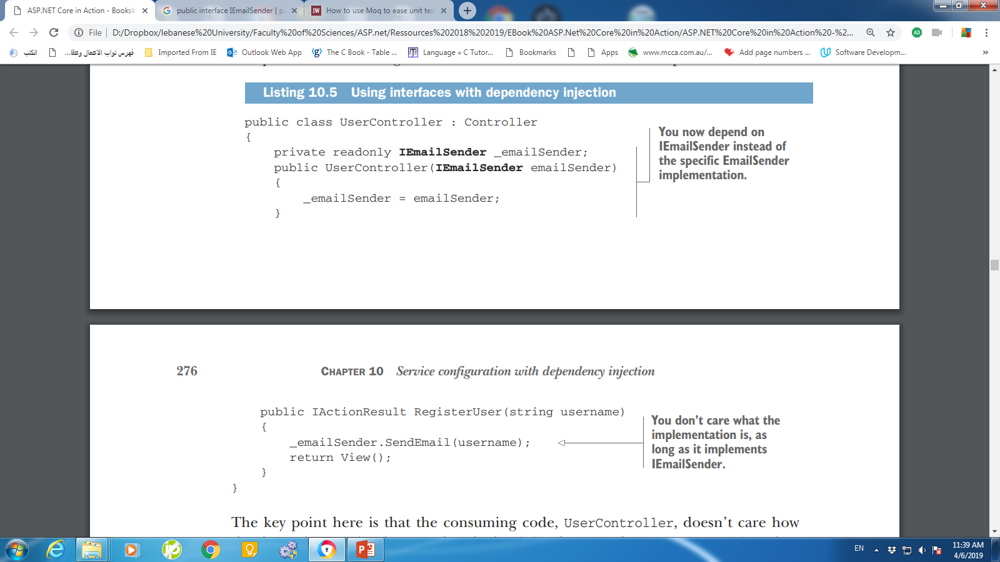 ASP.NET Core in Action - Booksk
public interface IEmailSender { pu
How to use Moq to ease unit test
File
D:/Dropbox/lebanese%20University/Faculty%20of%20Sciences/ASP.net/Ressources%202018%202019/EBook%20ASP.Net%20Core%20in%20Action/ASP.NET%20Core%20in%20Action%20-%2...
الكتب
فهرس ثواب الاعمال وعقا...
Imported From IE
Outlook Web App
The C Book - Table ...
Language « C Tutor...
Bookmarks
Apps
www.mcca.com.au/...
Add page numbers ...
Software Developm...
»
Listing 10.5 Using interfaces with dependency injection
public class UserController : Controller
{
private readonly IEmailSender _emailSender;
public UserController(IEmailSender emailSender)
{
_emailSender = emailSender;
}
You now depend on
IEmailSender instead of
the specific EmailSender
implementation.
276 CHAPTER 10 Service configuration with dependency injection
public IActionResult RegisterUser(string username)
{
_emailSender.SendEmail(username);
return View();
}
}
You don't care what the
implementation is, as
long as it implements
IEmailSender.
The key point here is that the consuming code, UserController, doesn't care how
EN
11:39 AM
4/6/2019